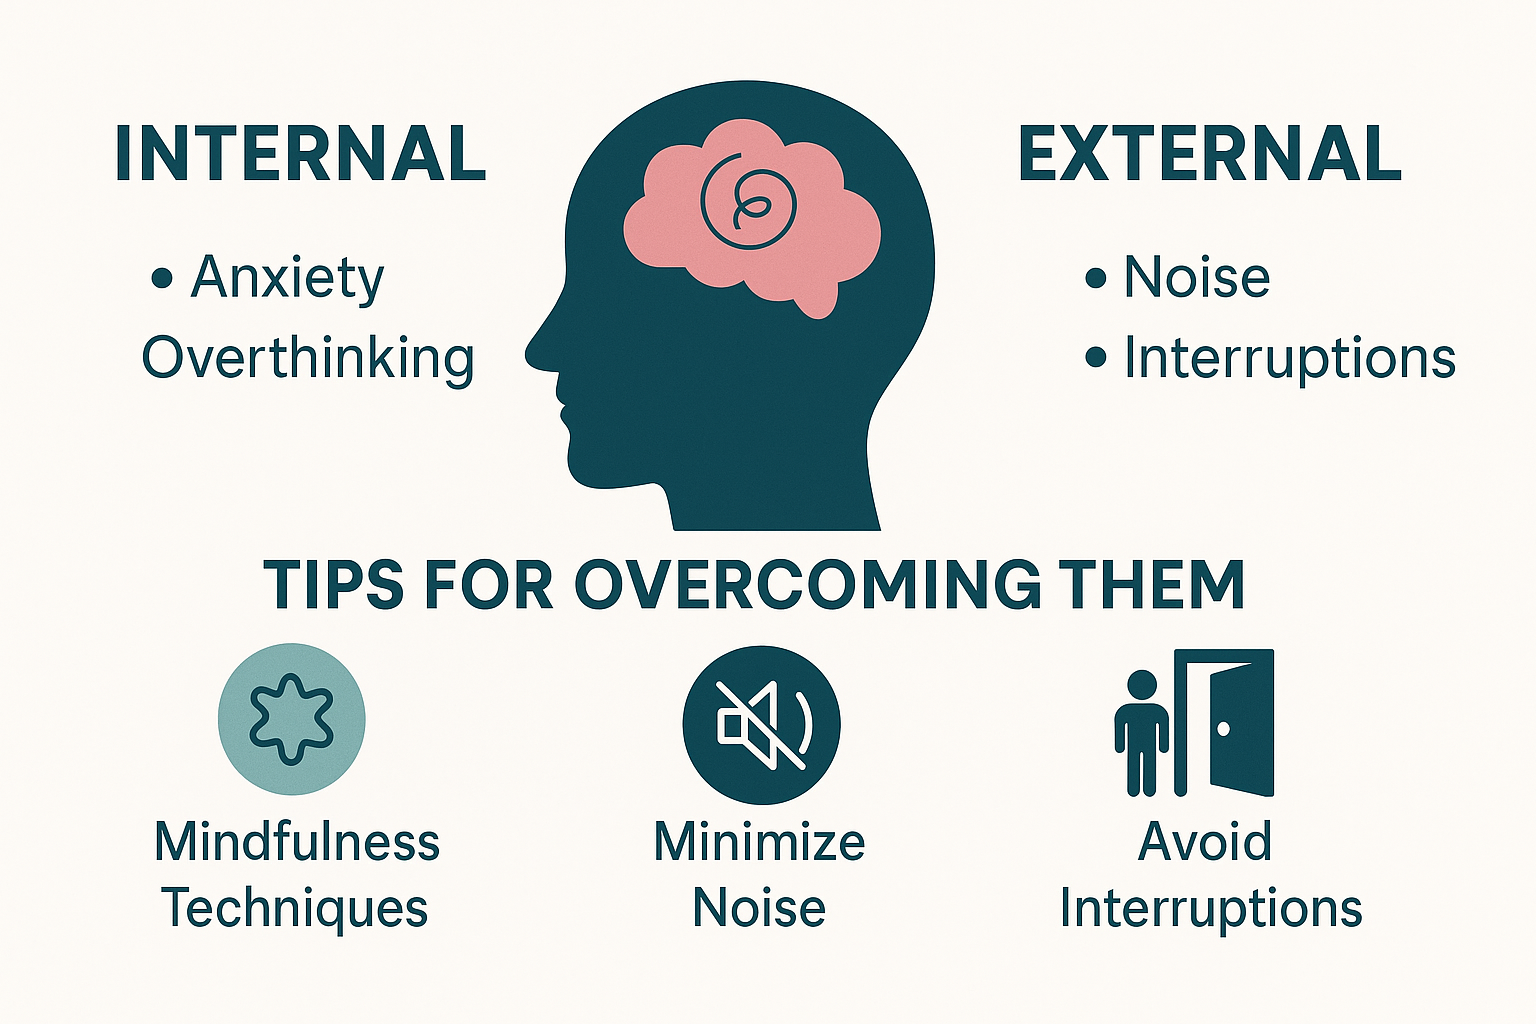 INTERNAL
• Anxiety
Overthinking
EXTERNAL
• Noise
• Interruptions
TIPS FOR OVERCOMING THEM
Mindfulness
Techniques
Minimize
Noise
Avoid
Interruptions